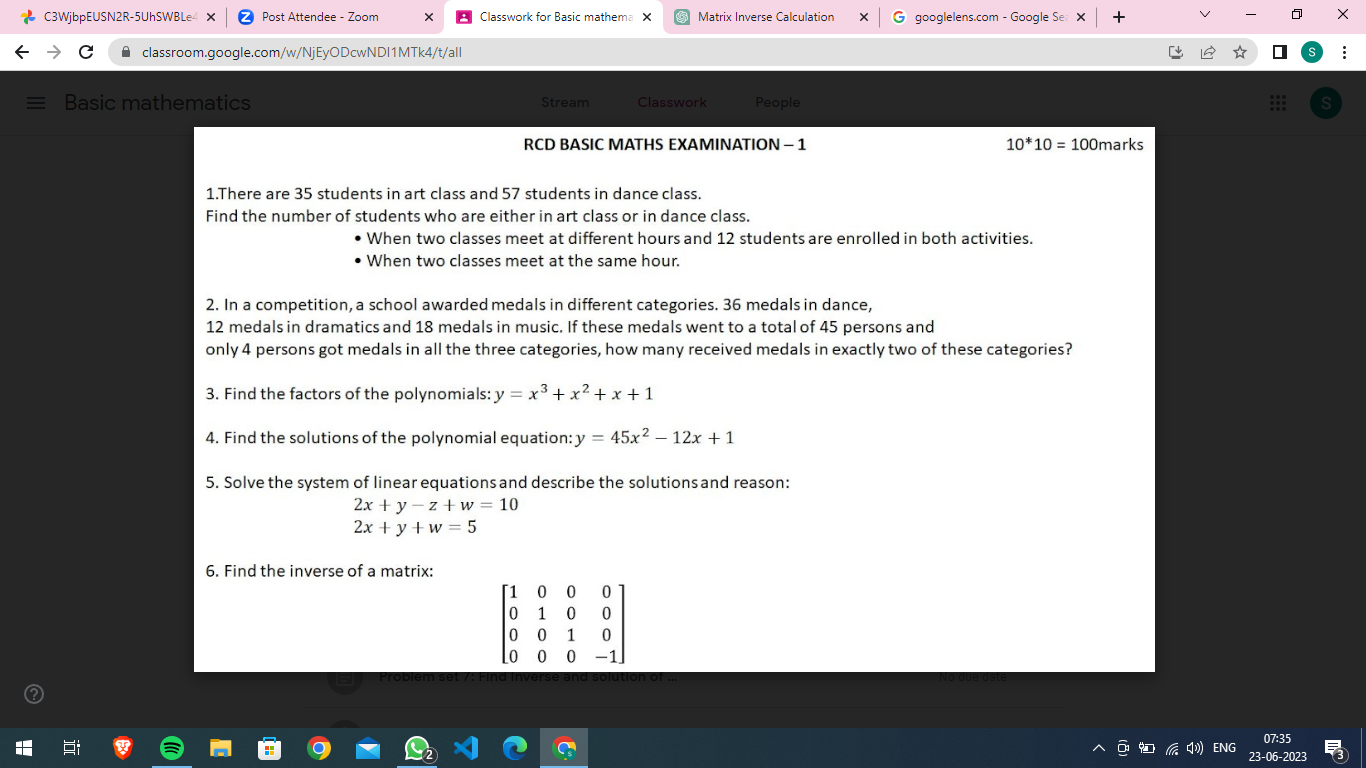 C3WjbpEUSN2R-5UhSWBLe4
Post Attendee - Zoom
Classwork for Basic mathema
Matrix Inverse Calculation
googlelens.com - Google Sea
classroom.google.com/w/NjEyODcwNDI1MTk4/t/all
S
Basic mathematics
Stream
Classwork
People
S
RCD BASIC MATHS EXAMINATION – 1
10*10 = 100marks
1.There are 35 students in art class and 57 students in dance class.
Find the number of students who are either in art class or in dance class.
• When two classes meet at different hours and 12 students are enrolled in both activities.
• When two classes meet at the same hour.
2. In a competition, a school awarded medals in different categories. 36 medals in dance,
12 medals in dramatics and 18 medals in music. If these medals went to a total of 45 persons and
only 4 persons got medals in all the three categories, how many received medals in exactly two of these categories?
3. Find the factors of the polynomials: y = x³ + x² + x + 1
4. Find the solutions of the polynomial equation: y = 45x² − 12x + 1
5. Solve the system of linear equations and describe the solutions and reason:
2x + y − z + w = 10
2x + y + w = 5
6. Find the inverse of a matrix:
1 0 0 0
0 1 0 0
0 0 1 0
0 0 0 −1
Problem set 7: Find Inverse and solution of ...
No due date
2
ENG
07:35
23-06-2023
3